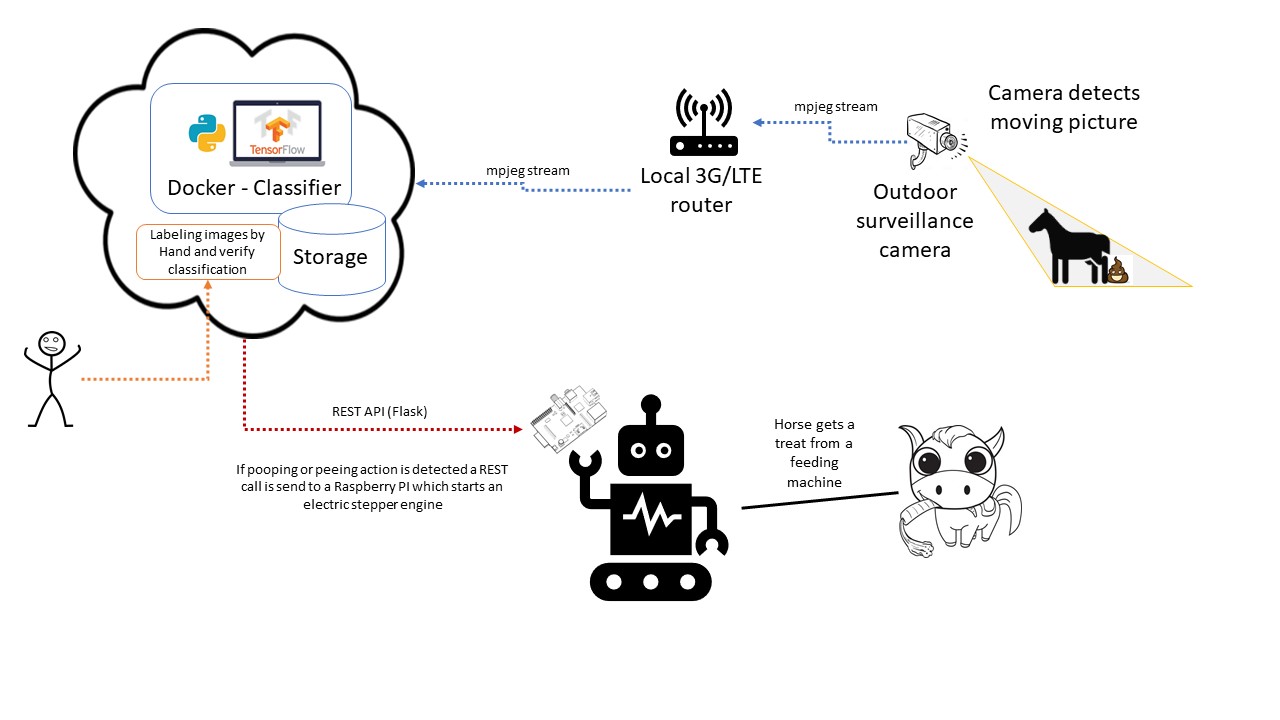 TensorFlow
Docker - Classifier
Labeling images by
Hand and verify
classification
Storage
mpjeg stream
Local 3G/LTE
router
mpjeg stream
Outdoor
surveillance
camera
Camera detects
moving picture
REST API (Flask)
If pooping or peeing action is detected a REST
call is send to a Raspberry PI which starts an
electric stepper engine
Horse gets a
treat from a
feeding
machine